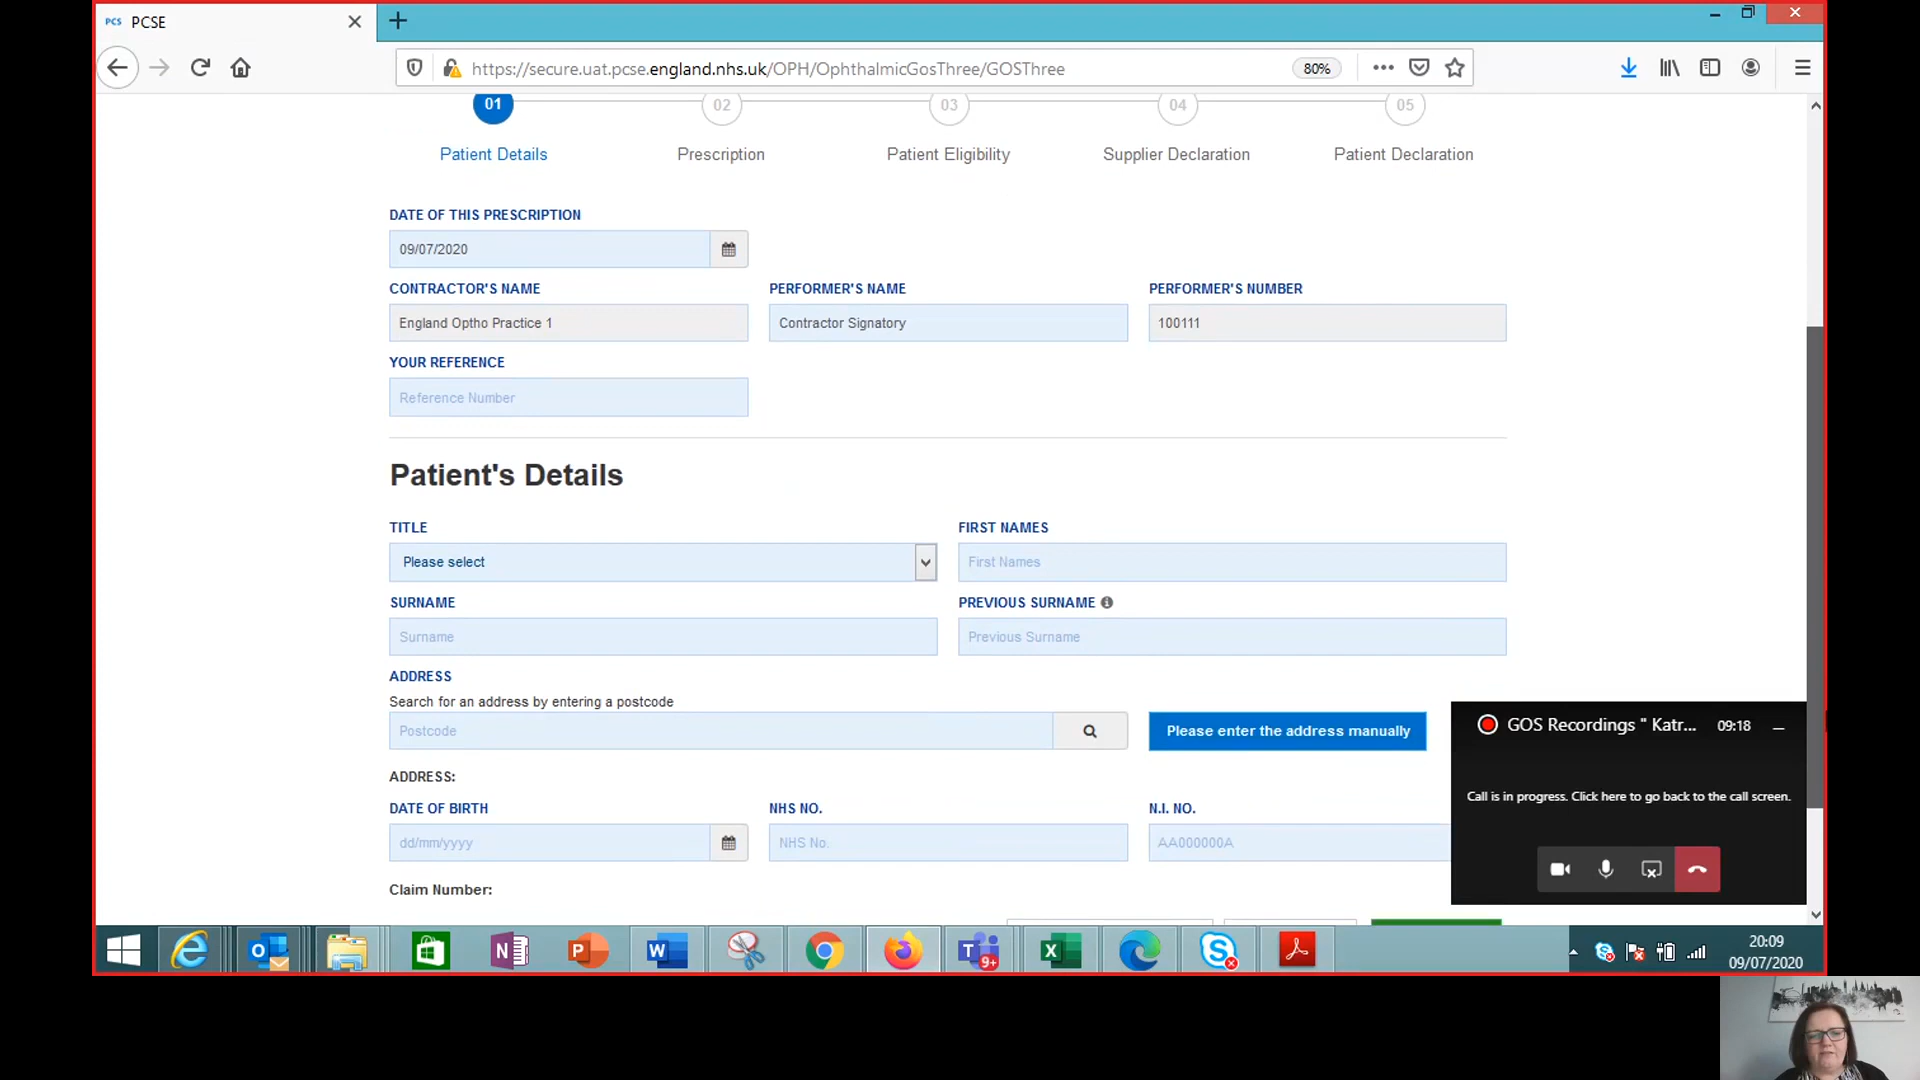 PCS PCSE
https://secure.uat.pcse.england.nhs.uk/OPH/OphthalmicGosThree/GOSThree
80%
01 02 03 04 05
Patient Details Prescription Patient Eligibility Supplier Declaration Patient Declaration
DATE OF THIS PRESCRIPTION
09/07/2020
CONTRACTOR'S NAME PERFORMER'S NAME PERFORMER'S NUMBER
England Optho Practice 1 Contractor Signatory 100111
YOUR REFERENCE
Reference Number
Patient's Details
TITLE FIRST NAMES
Please select First Names
SURNAME PREVIOUS SURNAME
Surname Previous Surname
ADDRESS
Search for an address by entering a postcode
Postcode Please enter the address manually
ADDRESS:
DATE OF BIRTH NHS NO. N.I. NO.
dd/mm/yyyy NHS No. AA000000A
Claim Number:
GOS Recordings " Katr... 09:18
Call is in progress. Click here to go back to the call screen.
9+
20:09
09/07/2020